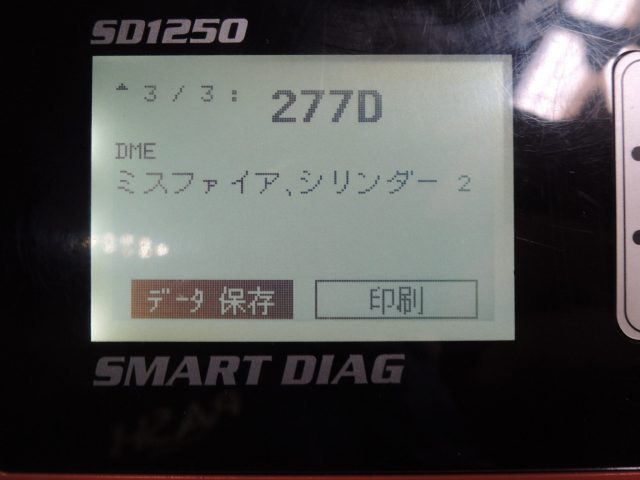 SD1250
3/3: 277D
DME
ミスファイア、シリンダー 2
データ 保存 印刷
SMART DIAG